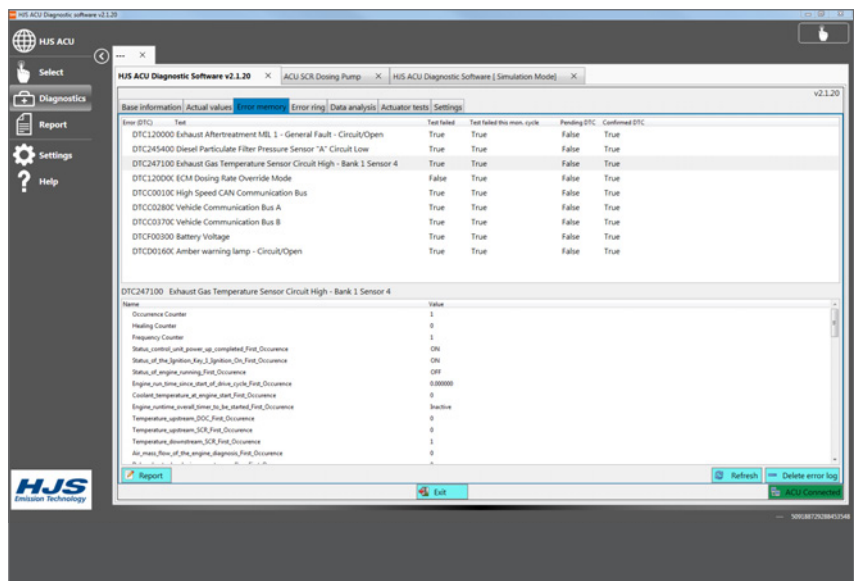 HJS ACU Diagnostic software v2.1.20
HJS ACU
Select
Diagnostics
Report
Settings
Help
--- ×
HJS ACU Diagnostic Software v2.1.20 × ACU SCR Dosing Pump × HJS ACU Diagnostic Software [ Simulation Mode] ×
v2.1.20
Base information Actual values Error memory Error ring Data analysis Actuator tests Settings
Error (DTC) Text Test failed Test failed this mon. cycle Pending DTC Confirmed DTC
DTC120000 Exhaust Aftertreatment MIL 1 - General Fault - Circuit/Open True True False True
DTC245400 Diesel Particulate Filter Pressure Sensor "A" Circuit Low True True False True
DTC247100 Exhaust Gas Temperature Sensor Circuit High - Bank 1 Sensor 4 True True False True
DTC120D0C ECM Dosing Rate Override Mode False True False True
DTCC0010C High Speed CAN Communication Bus True True False True
DTCC0280C Vehicle Communication Bus A True True False True
DTCC0370C Vehicle Communication Bus B True True False True
DTCF00300 Battery Voltage True True False True
DTCD0160C Amber warning lamp - Circuit/Open True True False True
DTC247100 Exhaust Gas Temperature Sensor Circuit High - Bank 1 Sensor 4
Name Value
Occurrence Counter 1
Healing Counter 0
Frequency Counter 1
Status_control_unit_power_up_completed_First_Occurence ON
Status_of_the_Ignition_Key_1_Ignition_On_First_Occurence ON
Status_of_engine_running_First_Occurence OFF
Engine_run_time_since_start_of_drive_cycle_First_Occurence 0.000000
Coolant_temperature_at_engine_start_First_Occurence 0
Engine_runtime_overall_timer_to_be_started_First_Occurence Inactive
Temperature_upstream_DOC_First_Occurence 0
Temperature_upstream_SCR_First_Occurence 0
Temperature_downstream_SCR_First_Occurence 1
Air_mass_flow_of_the_engine_diagnosis_First_Occurence 0
Report Refresh Delete error log
Exit ACU Connected
HJS
Emission Technology
--- 509188729288453548